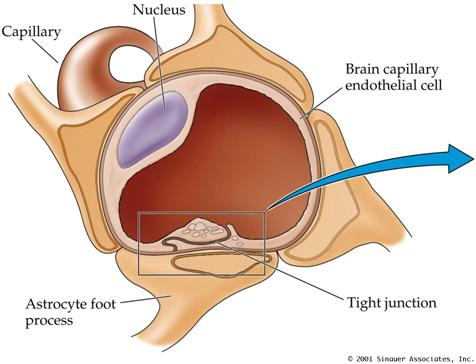 Nucleus
Capillary
Brain capillary
endothelial cell
Astrocyte foot
process
Tight junction
© 2001 Sinauer Associates, Inc.